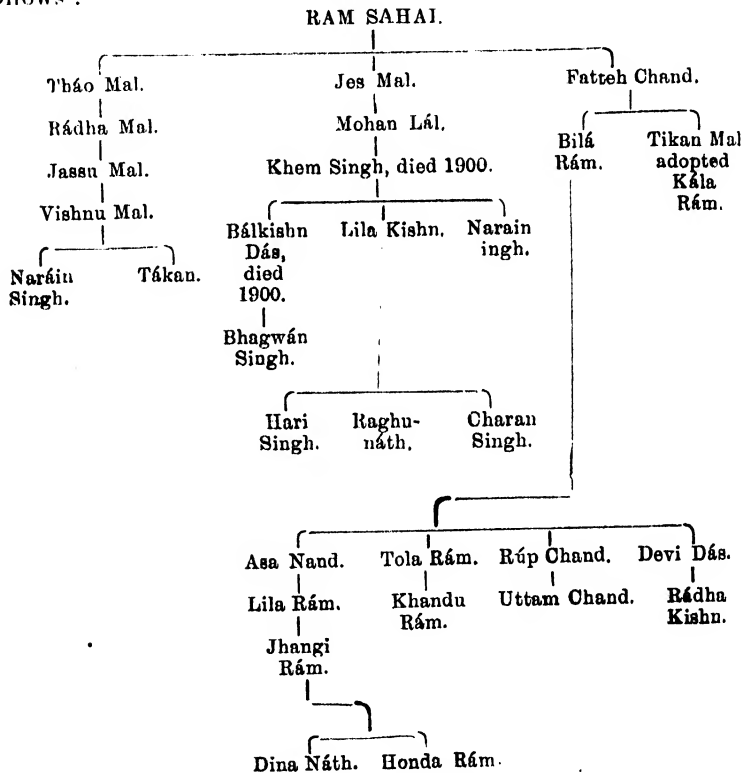 RAM SAHAI.
Tháo Mal. Jes Mal. Fatteh Chand.
Rádha Mal. Mohan Lál. Bilá Tikan Mal
Rám. adopted
Jassu Mal. Khem Singh, died 1900. Kála
Rám.
Vishnu Mal.
Bálkishn Lila Kishn. Narain
Dás, ingh.
Naráin Tákan. died
Singh. 1900.
Bhagwán
Singh.
Hari Raghu- Charan
Singh. náth. Singh.
Asa Nand. Tola Rám. Rúp Chand. Devi Dás.
Lila Rám. Khandu Uttam Chand. Rádha
Rám. Kishn.
Jhangi
Rám.
Dina Náth. Honda Rám.